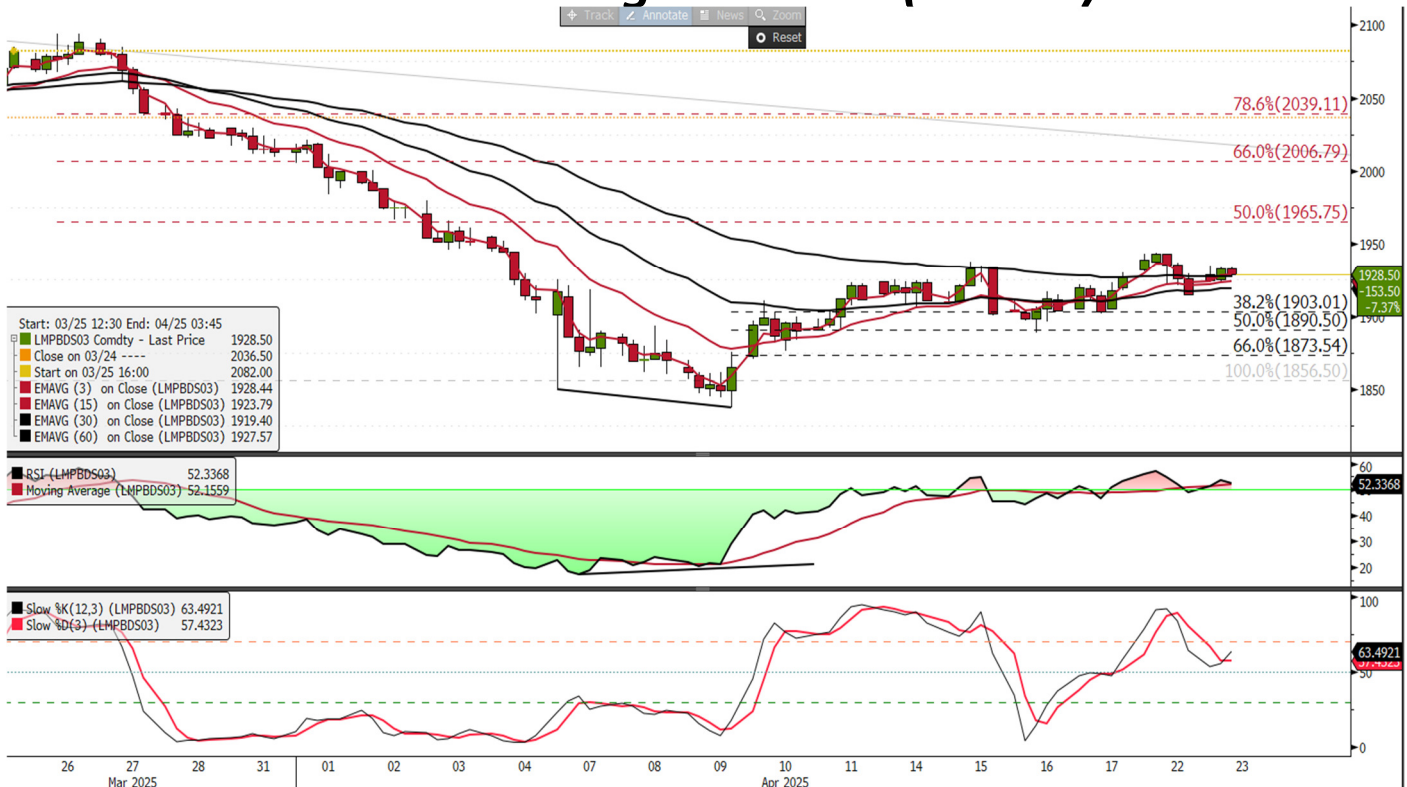 Track Annotate News Zoom
Reset
2100
2050
2000
1950
1900
1850
78.6%(2039.11)
66.0%(2006.79)
50.0%(1965.75)
38.2%(1903.01)
50.0%(1890.50)
66.0%(1873.54)
100.0%(1856.50)
1928.50
-153.50
-7.37%
Start: 03/25 12:30 End: 04/25 03:45
LMPBDS03 Comdty - Last Price 1928.50
Close on 03/24 ---- 2036.50
Start on 03/25 16:00 2082.00
EMAVG (3) on Close (LMPBDS03) 1928.44
EMAVG (15) on Close (LMPBDS03) 1923.79
EMAVG (30) on Close (LMPBDS03) 1919.40
EMAVG (60) on Close (LMPBDS03) 1927.57
RSI (LMPBDS03) 52.3368
Moving Average (LMPBDS03) 52.1559
60
52.3368
40
30
20
Slow %K(12,3) (LMPBDS03) 63.4921
Slow %D(3) (LMPBDS03) 57.4323
100
63.4921
57.4323
50
0
26 27 28 31 01 02 03 04 07 08 09 10 11 14 15 16 17 22 23
Mar 2025 Apr 2025